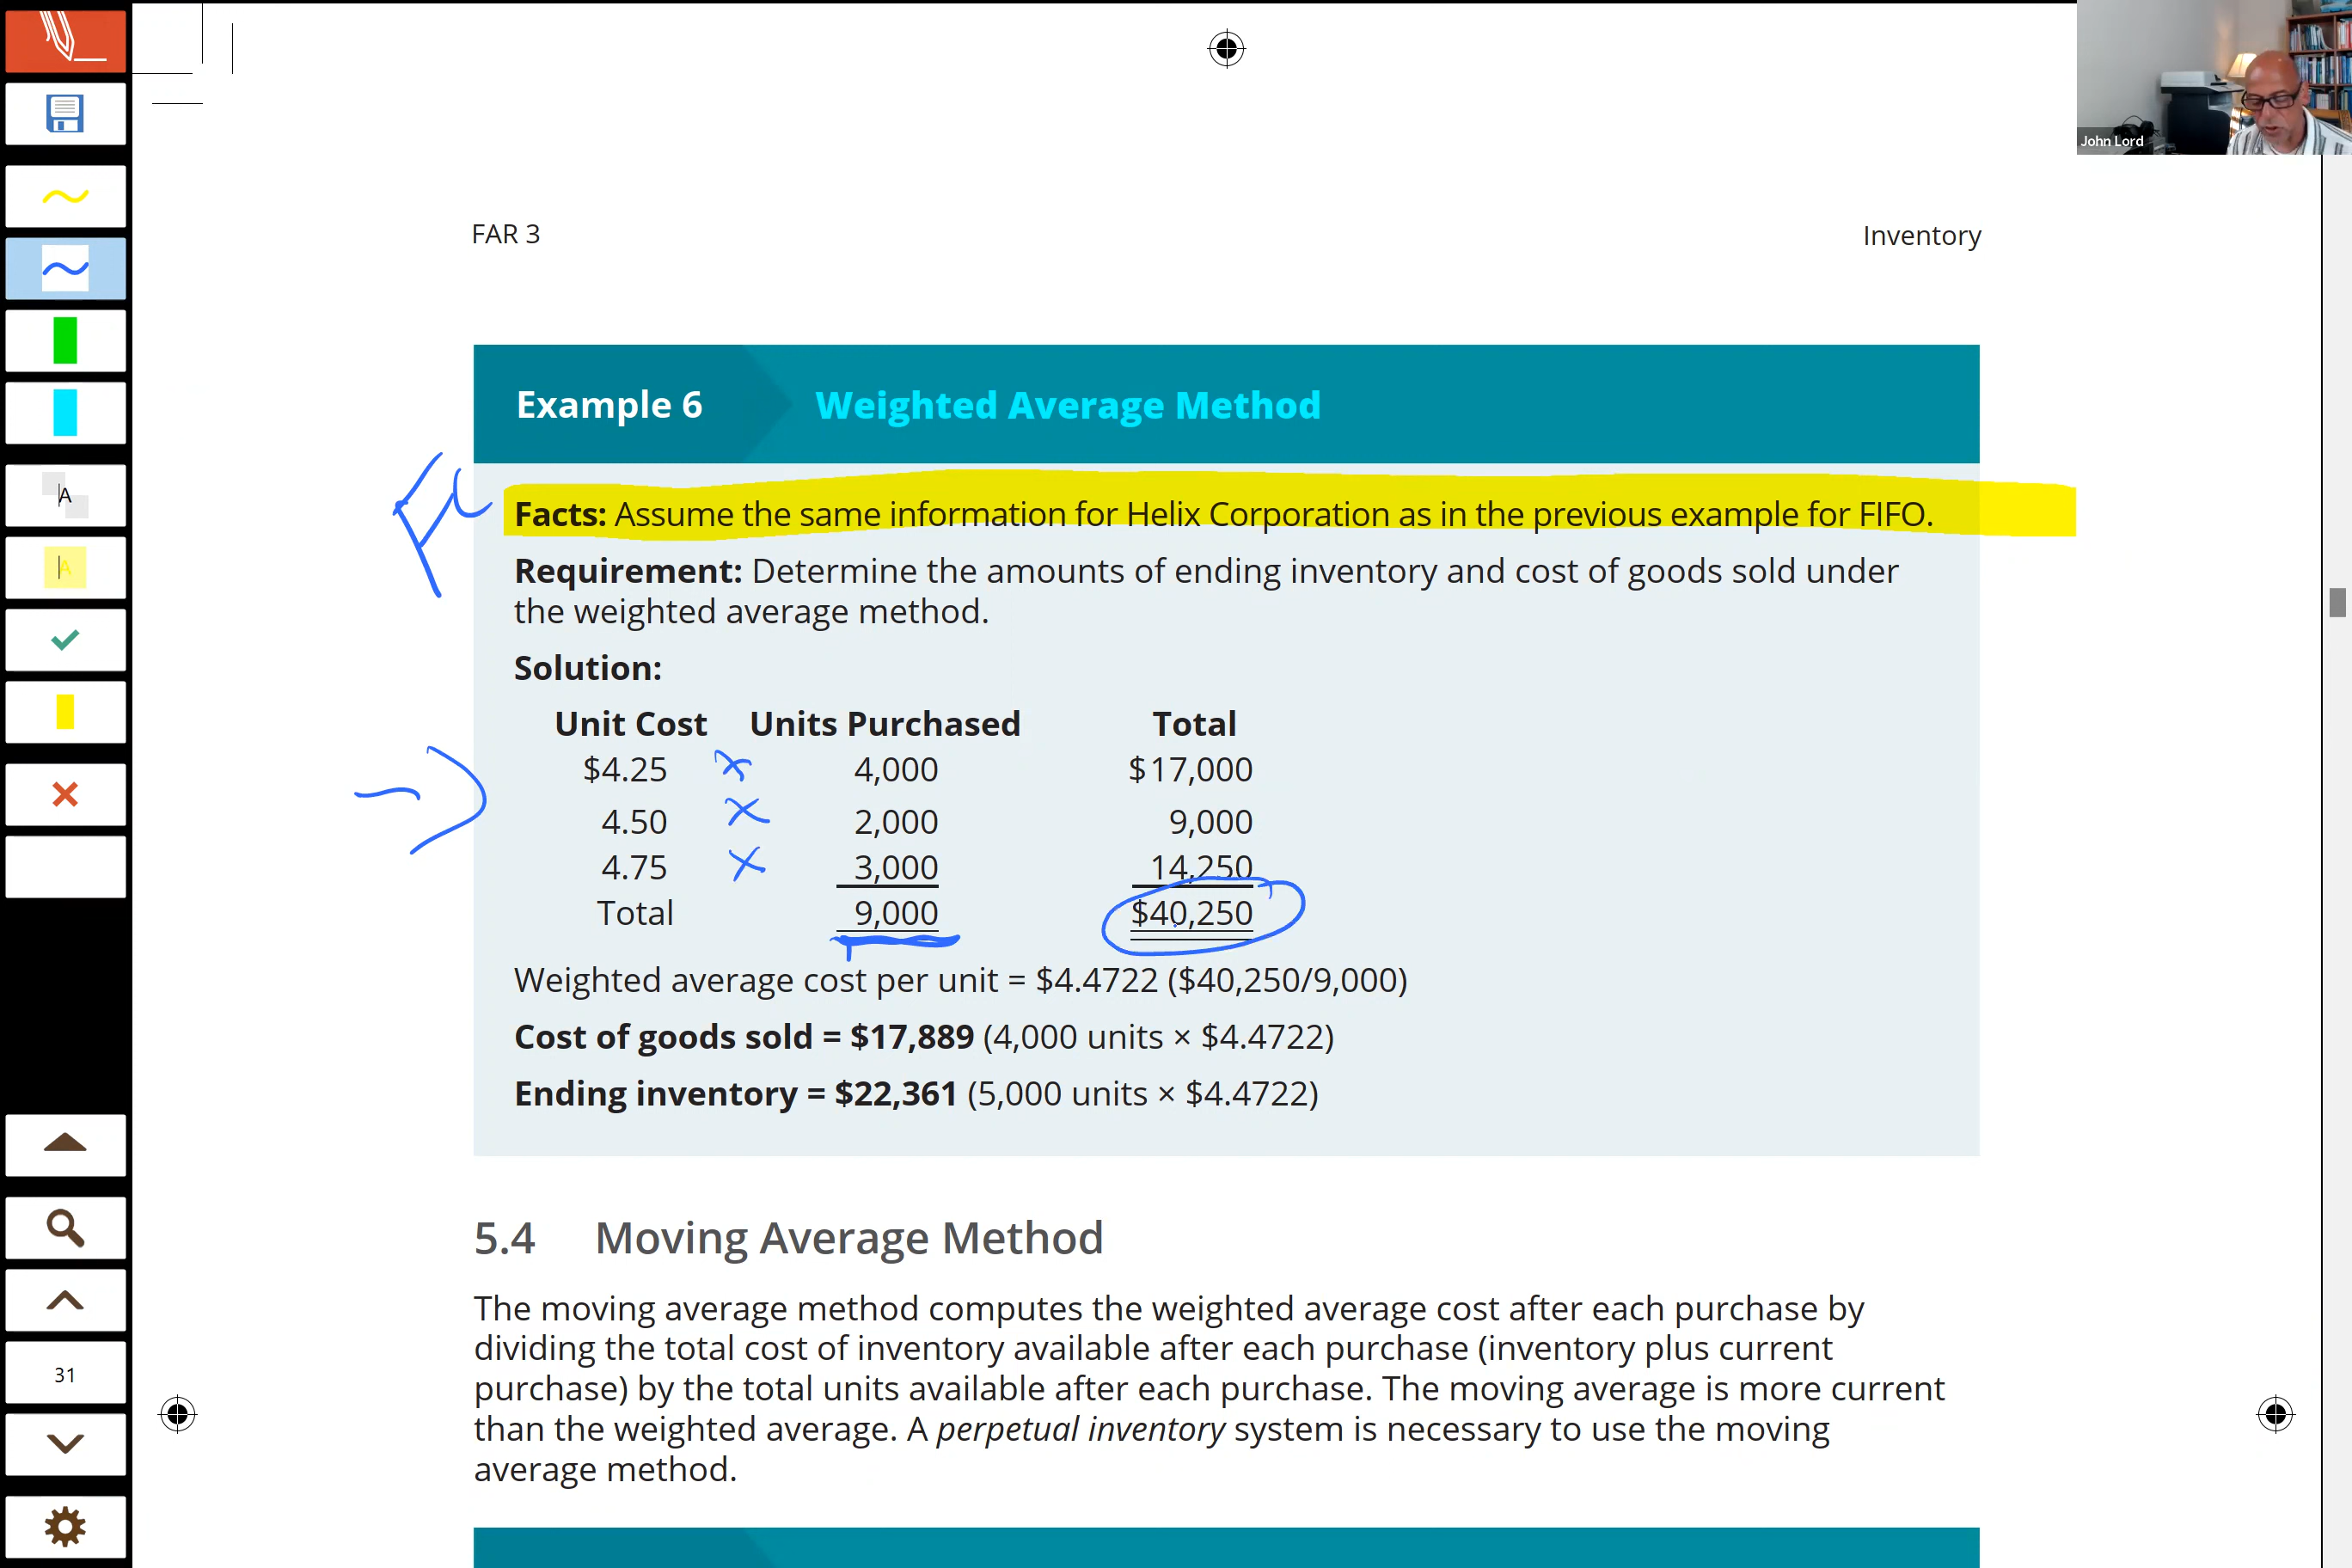 John Lord
FAR 3
Inventory
Example 6
Weighted Average Method
Facts: Assume the same information for Helix Corporation as in the previous example for FIFO.
Requirement: Determine the amounts of ending inventory and cost of goods sold under
the weighted average method.
Solution:
Unit Cost Units Purchased Total
$4.25 × 4,000 $17,000
4.50 × 2,000 9,000
4.75 × 3,000 14,250
Total 9,000 $40,250
Weighted average cost per unit = $4.4722 ($40,250/9,000)
Cost of goods sold = $17,889 (4,000 units × $4.4722)
Ending inventory = $22,361 (5,000 units × $4.4722)
5.4 Moving Average Method
The moving average method computes the weighted average cost after each purchase by
dividing the total cost of inventory available after each purchase (inventory plus current
purchase) by the total units available after each purchase. The moving average is more current
than the weighted average. A perpetual inventory system is necessary to use the moving
average method.
A
A
31